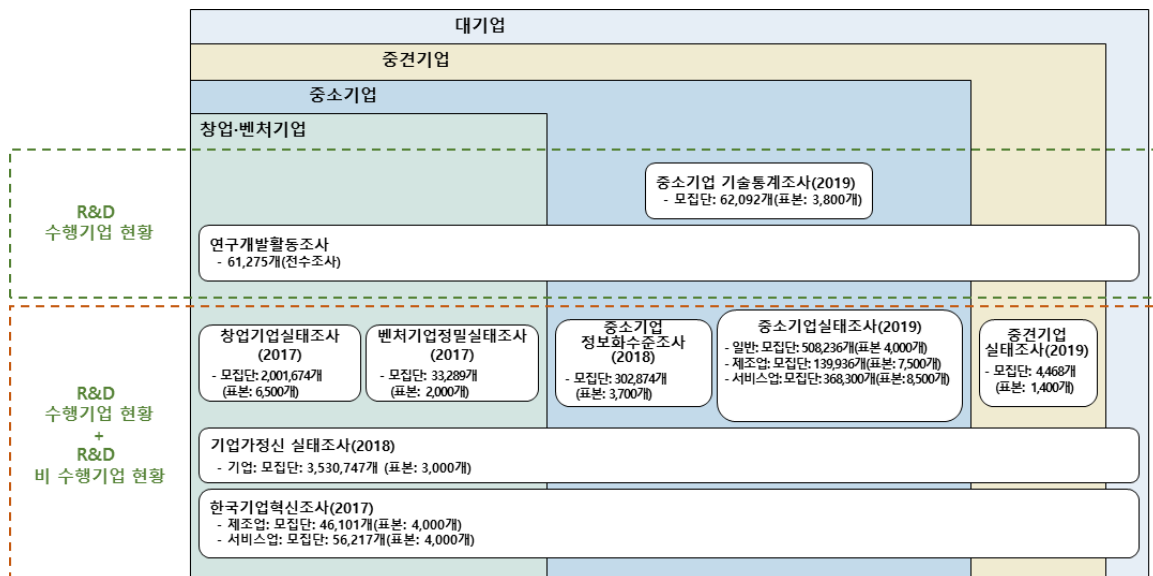 대기업
중견기업
중소기업
창업·벤처기업
R&D
수행기업 현황
중소기업 기술통계조사(2019)
- 모집단: 62,092개(표본: 3,800개)
연구개발활동조사
- 61,275개(전수조사)
R&D
수행기업 현황
+
R&D
비 수행기업 현황
창업기업실태조사
(2017)
- 모집단: 2,001,674개
(표본: 6,500개)
벤처기업정밀실태조사
(2017)
- 모집단: 33,289개
(표본: 2,000개)
중소기업
정보화수준조사
(2018)
- 모집단: 302,874개
(표본: 3,700개)
중소기업실태조사(2019)
- 일반: 모집단: 508,236개(표본 4,000개)
- 제조업: 모집단: 139,936개(표본: 7,500개)
- 서비스업: 모집단: 368,300개(표본:8,500개)
중견기업
실태조사(2019)
- 모집단: 4,468개
(표본: 1,400개)
기업가정신 실태조사(2018)
- 기업: 모집단: 3,530,747개 (표본: 3,000개)
한국기업혁신조사(2017)
- 제조업: 모집단: 46,101개(표본: 4,000개)
- 서비스업: 모집단: 56,217개(표본: 4,000개)